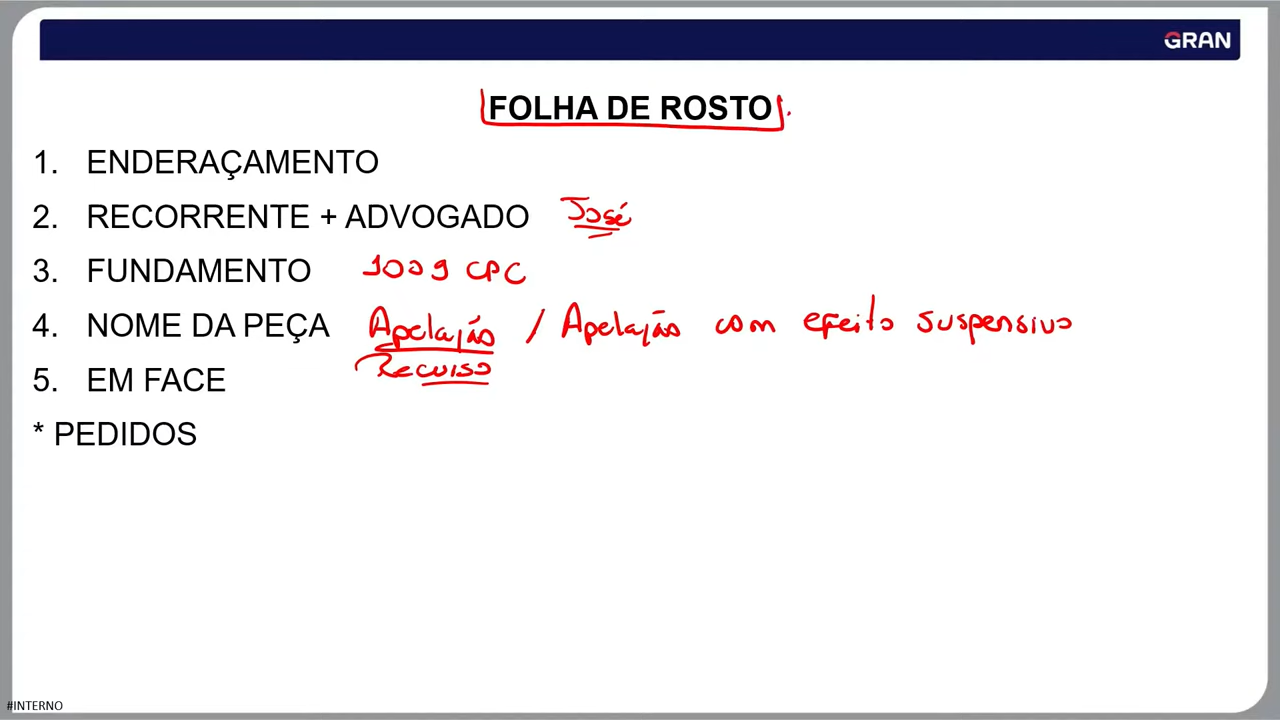 GRAN
FOLHA DE ROSTO
1. ENDERAÇAMENTO
2. RECORRENTE + ADVOGADO José
3. FUNDAMENTO 1009 CPC
4. NOME DA PEÇA Apelação / Apelação com efeito suspensivo
Recurso
5. EM FACE
* PEDIDOS
#INTERNO